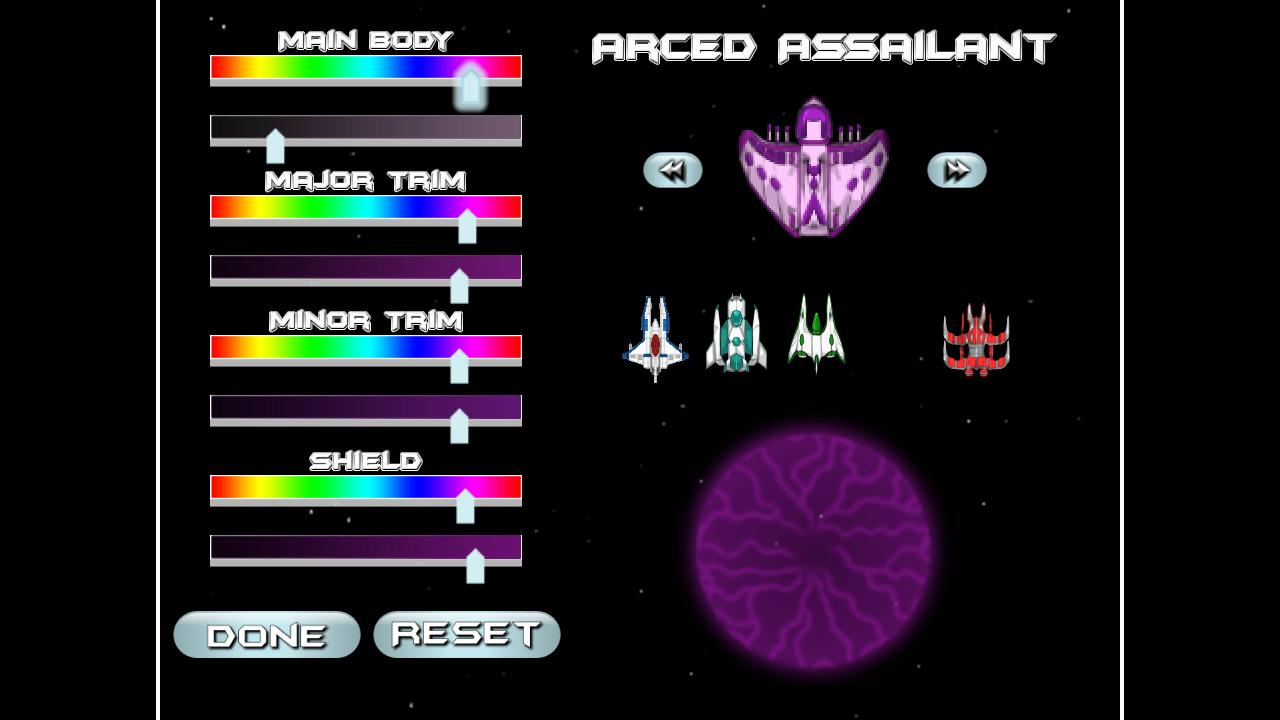 MAIN BODY
MAJOR TRIM
MINOR TRIM
SHIELD
DONE
RESET
ARCED ASSAILANT